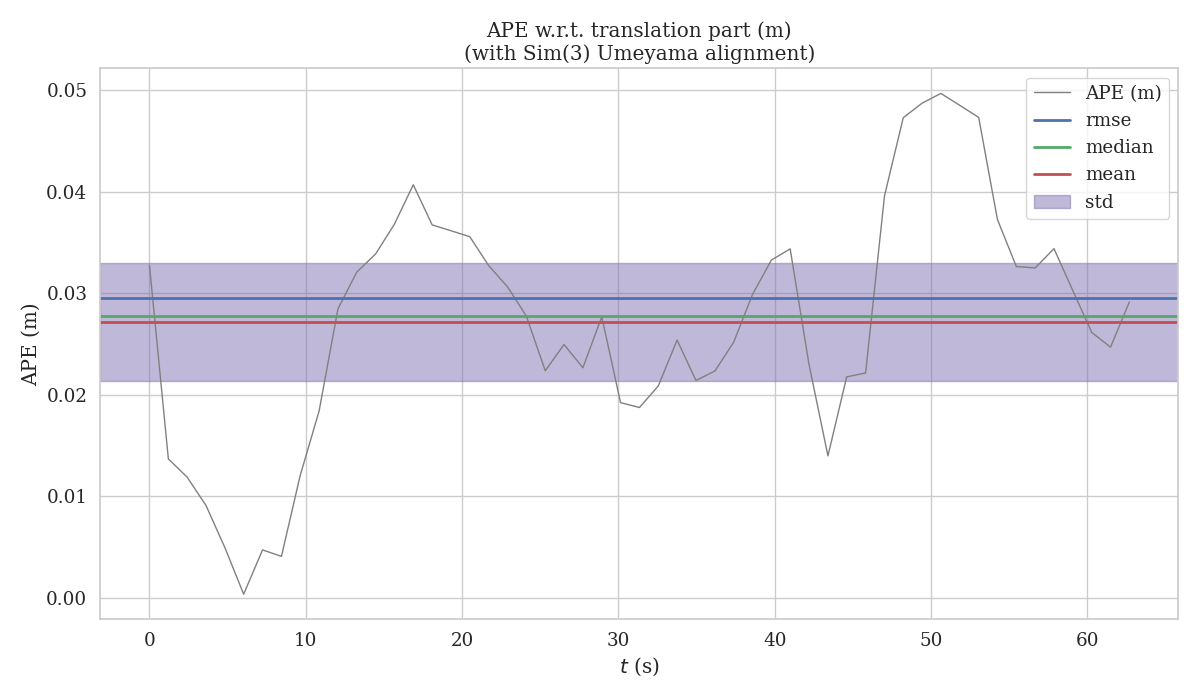 APE w.r.t. translation part (m)
(with Sim(3) Umeyama alignment)
APE (m)
0.05
0.04
0.03
0.02
0.01
0.00
APE (m)
rmse
median
mean
std
0
10
20
30
40
50
60
t (s)